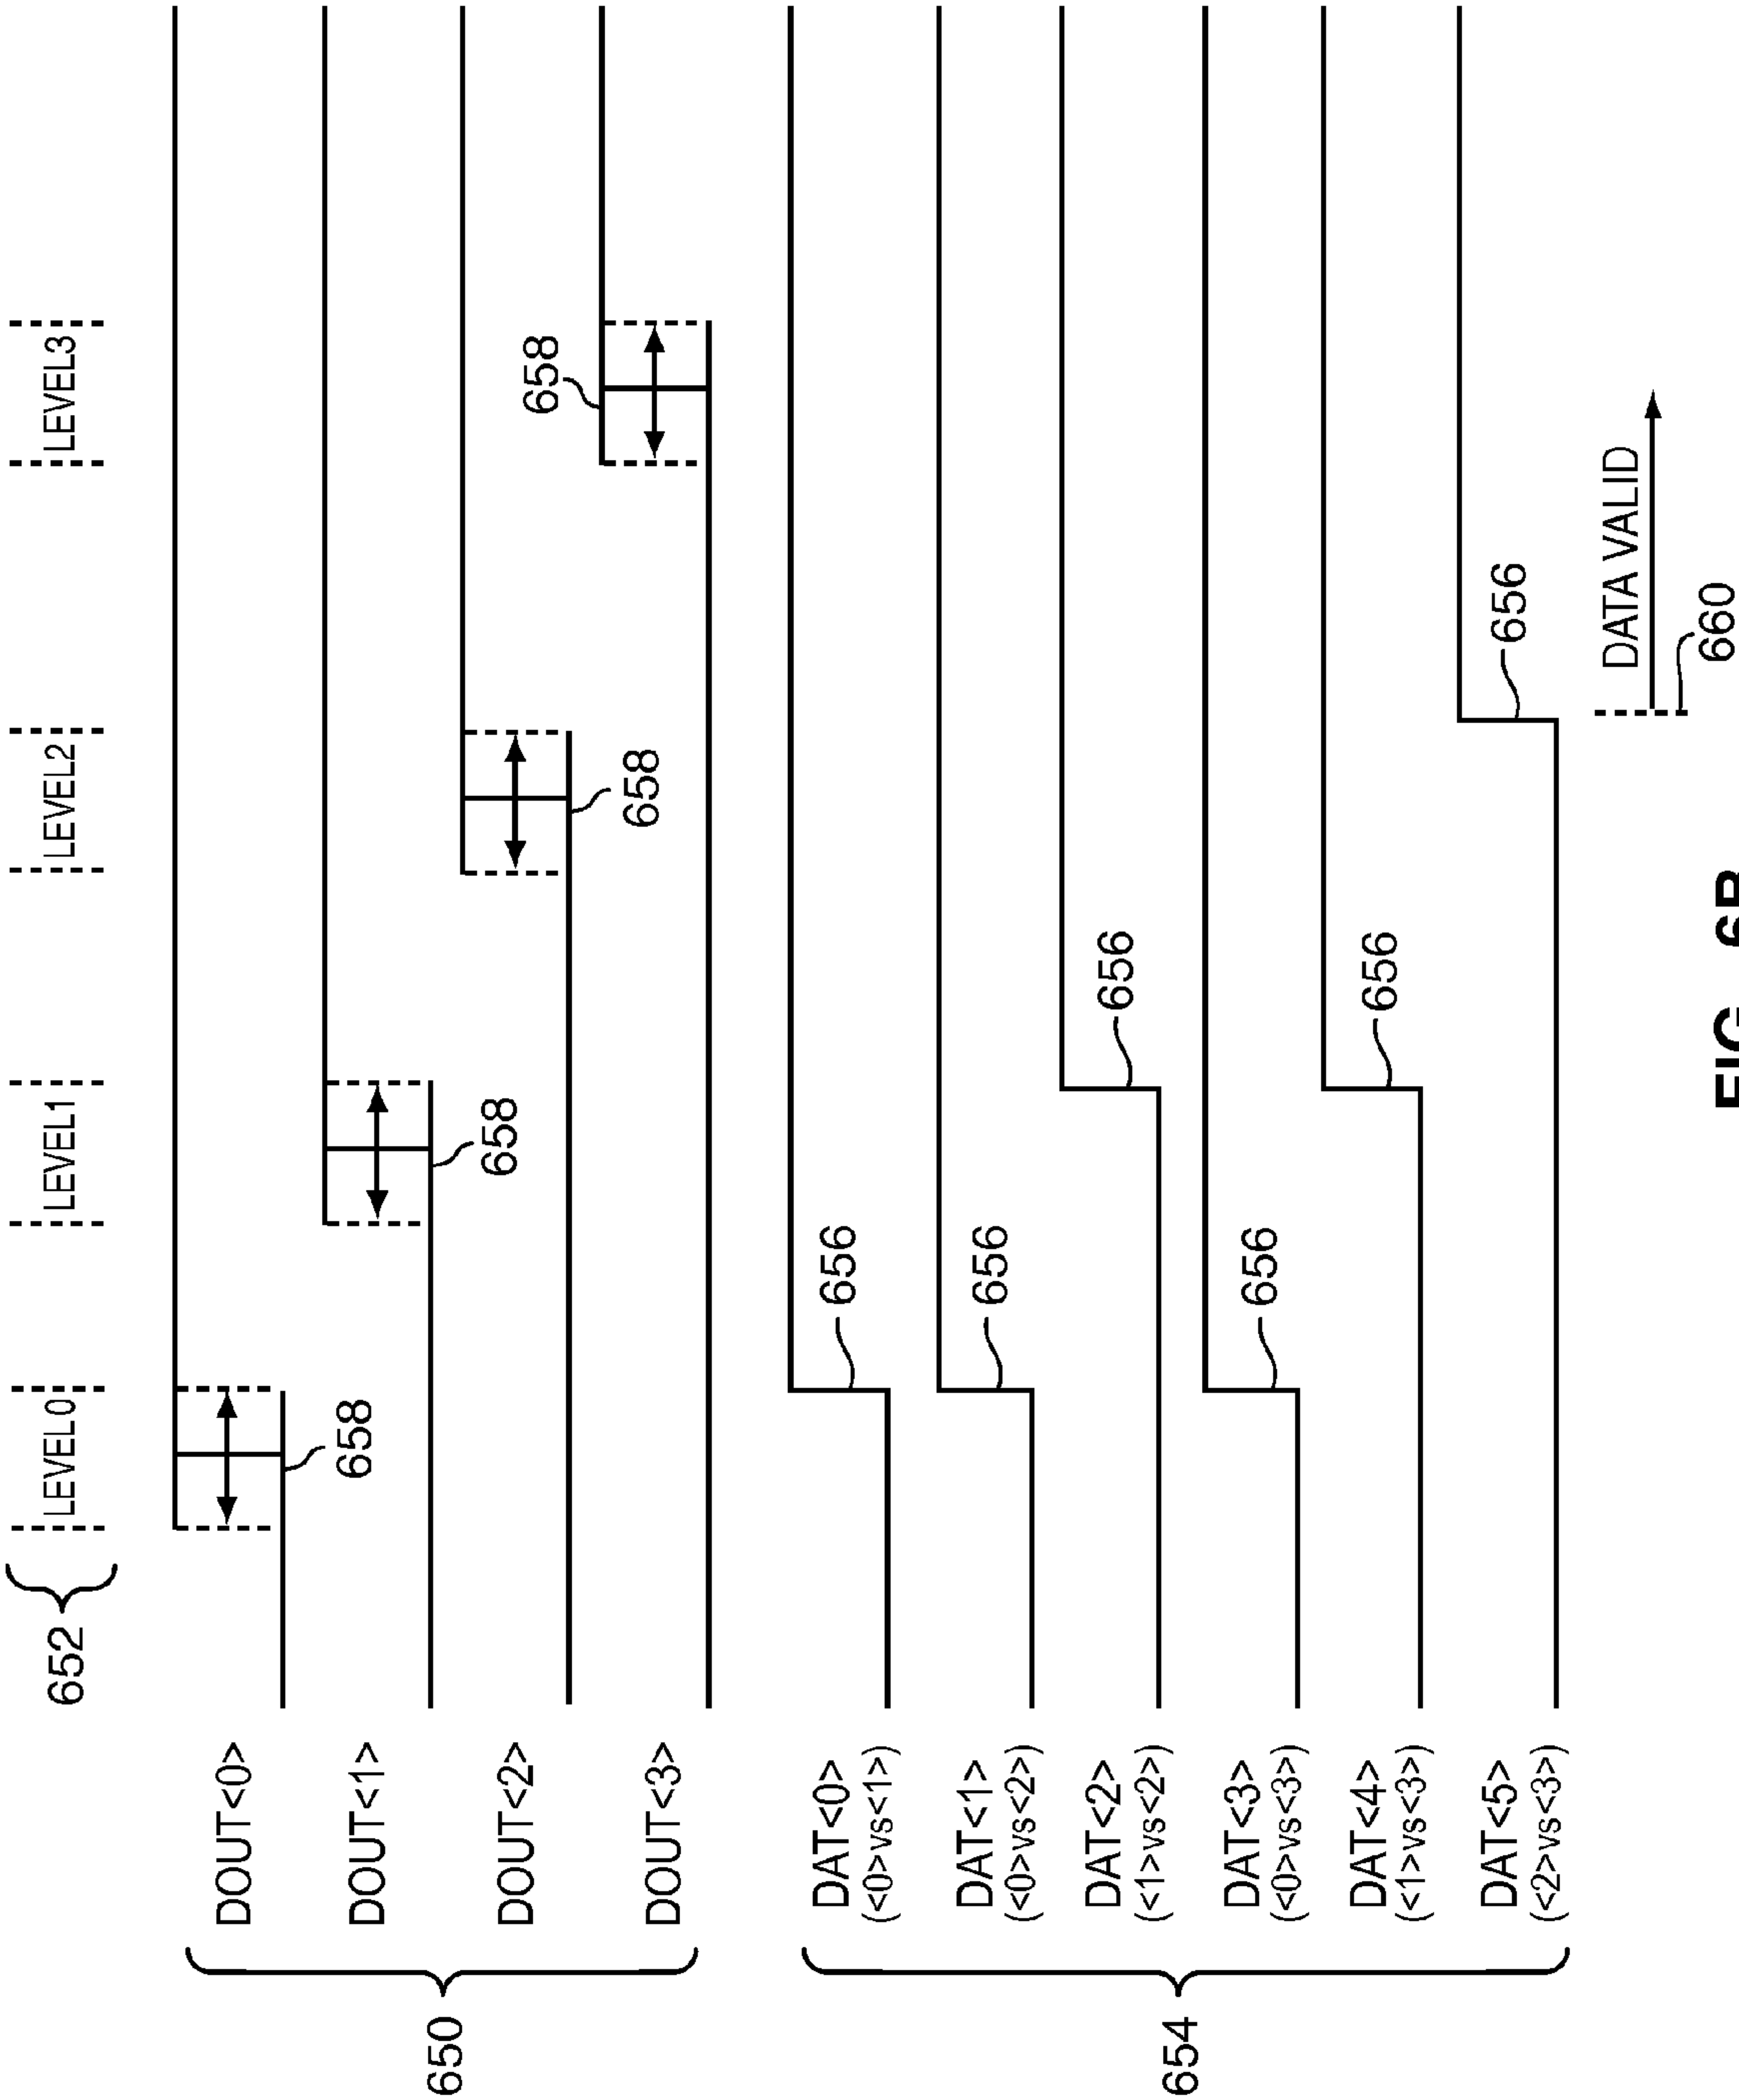 652
LEVEL0
LEVEL1
LEVEL2
LEVEL3
650
DOUT<0>
658
DOUT<1>
658
DOUT<2>
658
DOUT<3>
658
654
DAT<0>
(<0>vs<1>)
656
DAT<1>
(<0>vs<2>)
656
DAT<2>
(<1>vs<2>)
656
DAT<3>
(<0>vs<3>)
656
DAT<4>
(<1>vs<3>)
656
DAT<5>
(<2>vs<3>)
656
DATA VALID
660
FIG. 6B